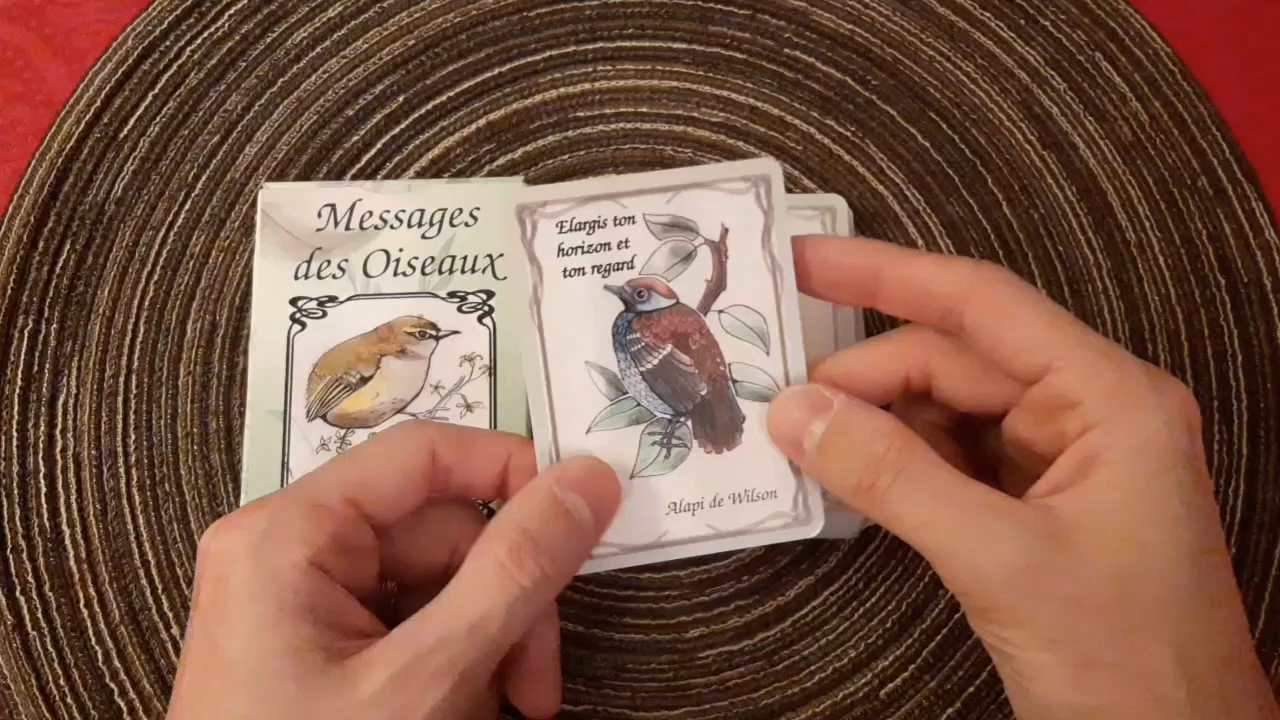 Messages
des Oiseaux
Elargis ton
horizon et
ton regard
Alapi de Wilson